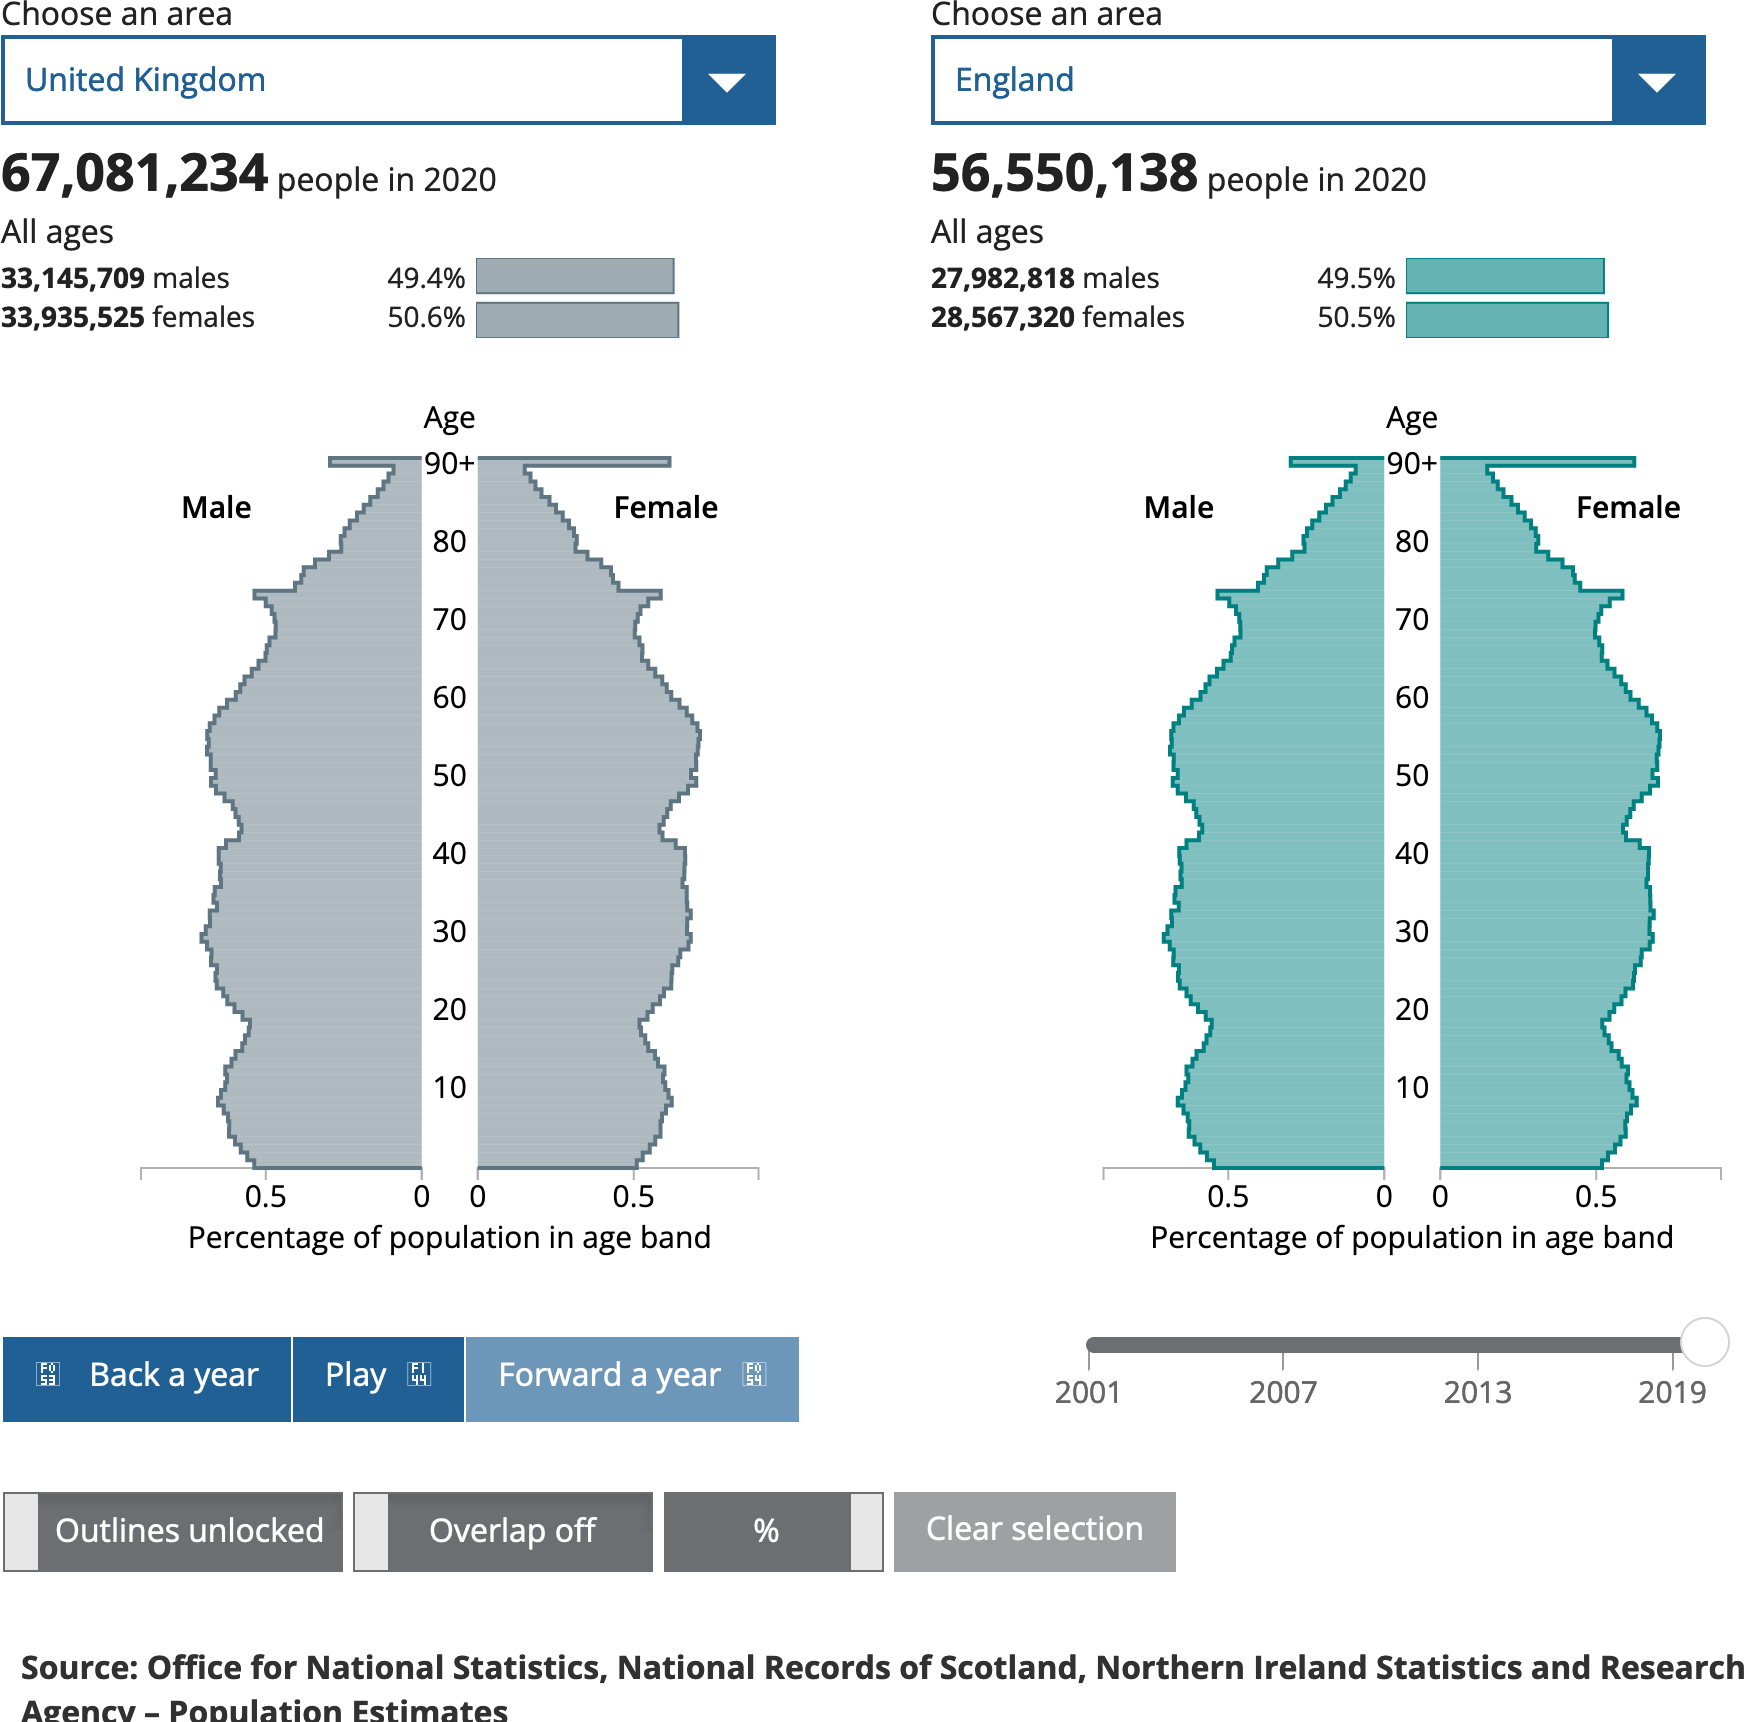 Choose an area
United Kingdom
67,081,234 people in 2020
All ages
33,145,709 males 49.4%
33,935,525 females 50.6%
Age
90+
Male
Female
80
70
60
50
40
30
20
10
0.5 0 0 0.5
Percentage of population in age band
Choose an area
England
56,550,138 people in 2020
All ages
27,982,818 males 49.5%
28,567,320 females 50.5%
Age
90+
Male
Female
80
70
60
50
40
30
20
10
0.5 0 0 0.5
Percentage of population in age band
Back a year
Play
Forward a year
2001 2007 2013 2019
Outlines unlocked
Overlap off
%
Clear selection
Source: Office for National Statistics, National Records of Scotland, Northern Ireland Statistics and Research
Agency – Population Estimates